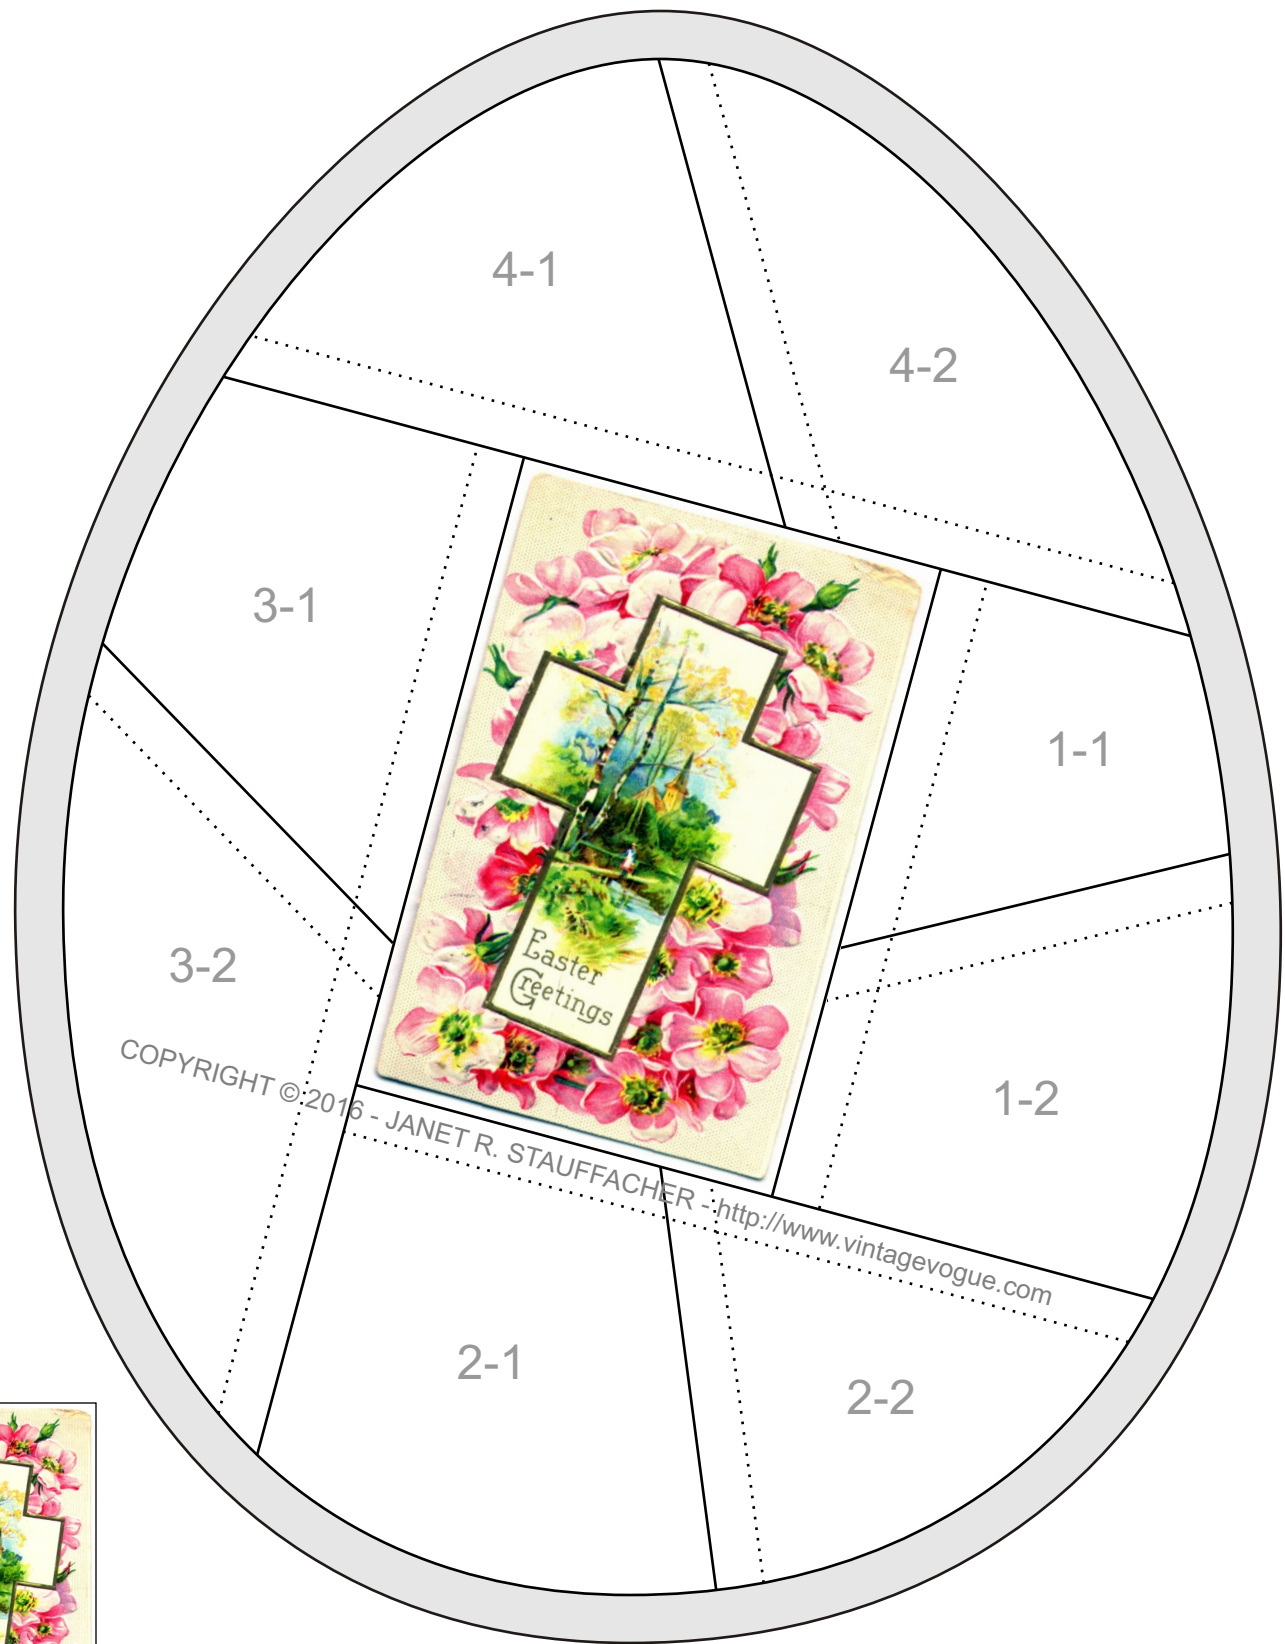 4-1
4-2
3-1
1-1
Easter
Greetings
3-2
COPYRIGHT © 2016 - JANET R. STAUFFACHER - http://www.vintagevogue.com
1-2
2-1
2-2